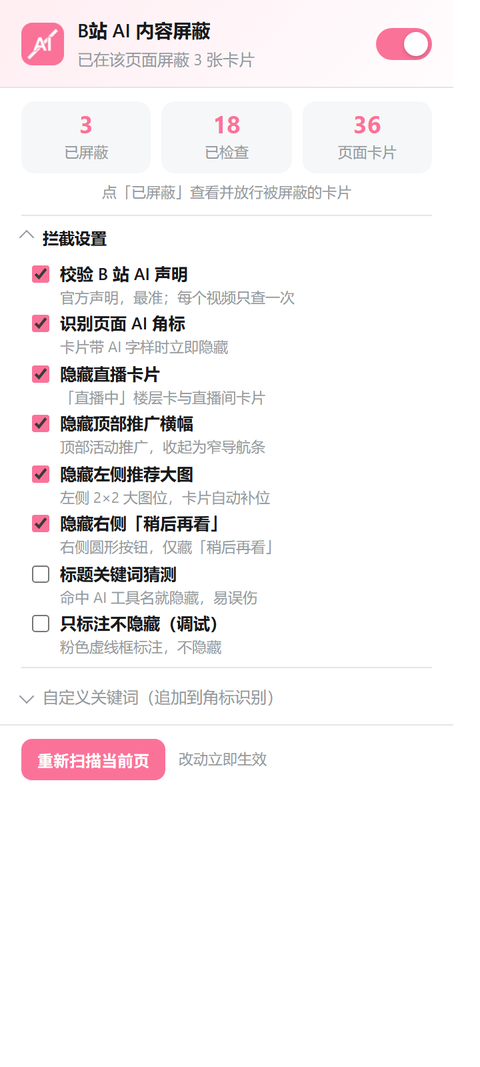 AI
B站 AI 内容屏蔽
已在该页面屏蔽 3 张卡片
3
已屏蔽
18
已检查
36
页面卡片
点「已屏蔽」查看并放行被屏蔽的卡片
拦截设置
校验 B 站 AI 声明
官方声明，最准；每个视频只查一次
识别页面 AI 角标
卡片带 AI 字样时立即隐藏
隐藏直播卡片
「直播中」楼层卡与直播间卡片
隐藏顶部推广横幅
顶部活动推广，收起为窄导航条
隐藏左侧推荐大图
左侧 2×2 大图位，卡片自动补位
隐藏右侧「稍后再看」
右侧圆形按钮，仅藏「稍后再看」
标题关键词猜测
命中 AI 工具名就隐藏，易误伤
只标注不隐藏（调试）
粉色虚线框标注，不隐藏
自定义关键词（追加到角标识别）
重新扫描当前页
改动立即生效